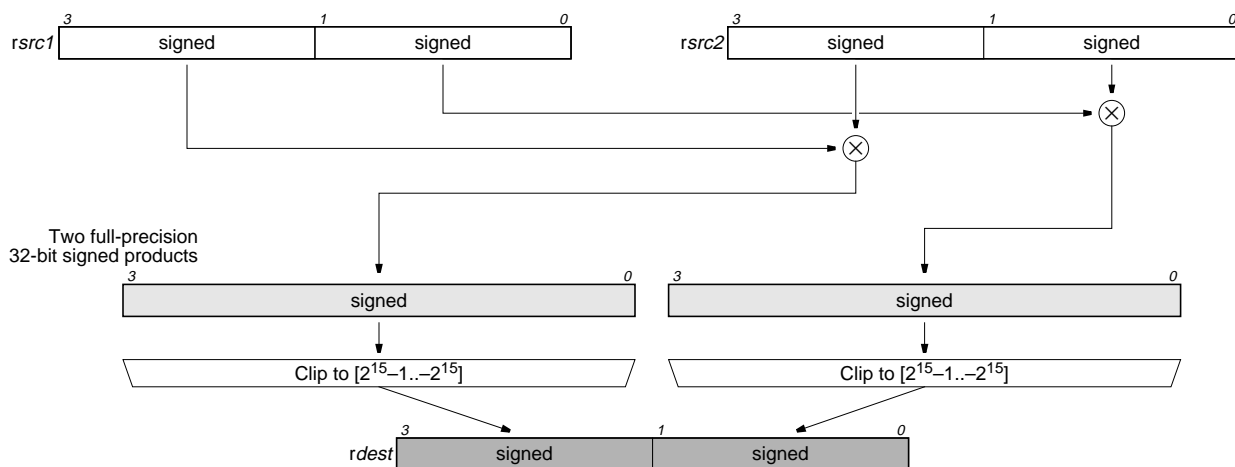 3 1 0 3 1 0
rsrc1 signed signed rsrc2 signed signed
Two full-precision
32-bit signed products
3 0 3 0
signed signed
Clip to [2¹⁵–1..–2¹⁵] Clip to [2¹⁵–1..–2¹⁵]
3 1 0
rdest signed signed